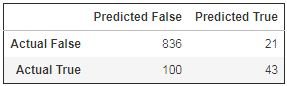 Predicted False Predicted True
Actual False 836 21
Actual True 100 43